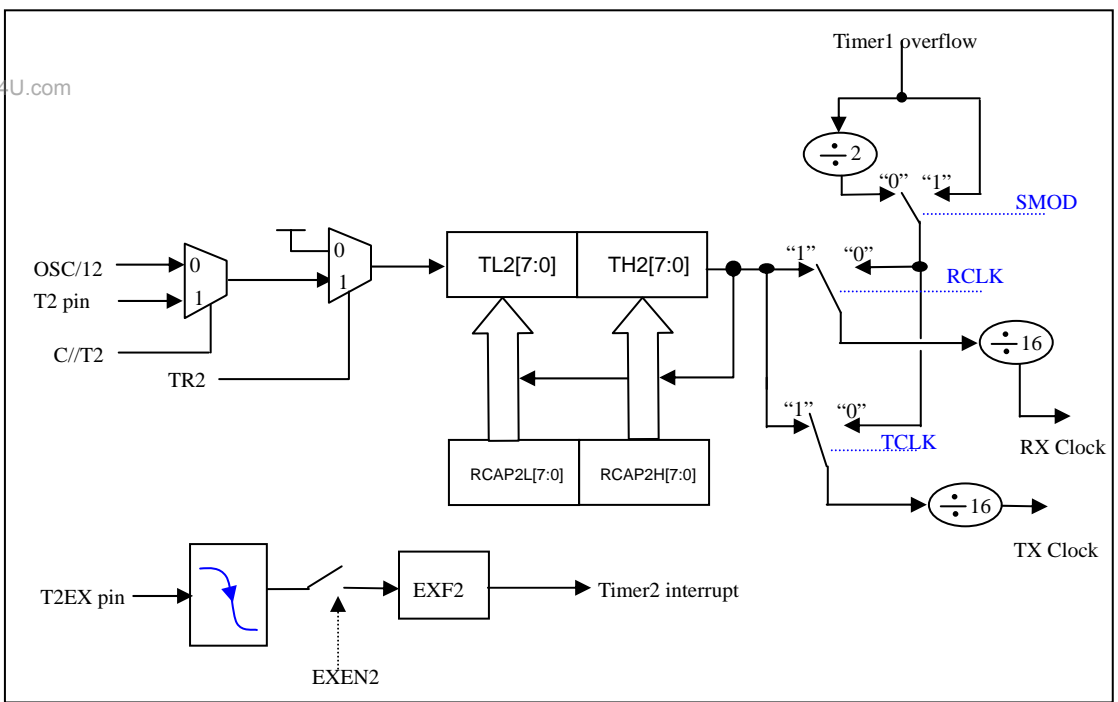 Timer1 overflow
4U.com
÷ 2
“0” “1”
SMOD
OSC/12
0
0
TL2[7:0]
TH2[7:0]
“1” “0”
RCLK
T2 pin
1
1
÷ 16
C//T2
TR2
“1” “0”
TCLK
RX Clock
RCAP2L[7:0]
RCAP2H[7:0]
÷ 16
TX Clock
T2EX pin
EXF2
Timer2 interrupt
EXEN2